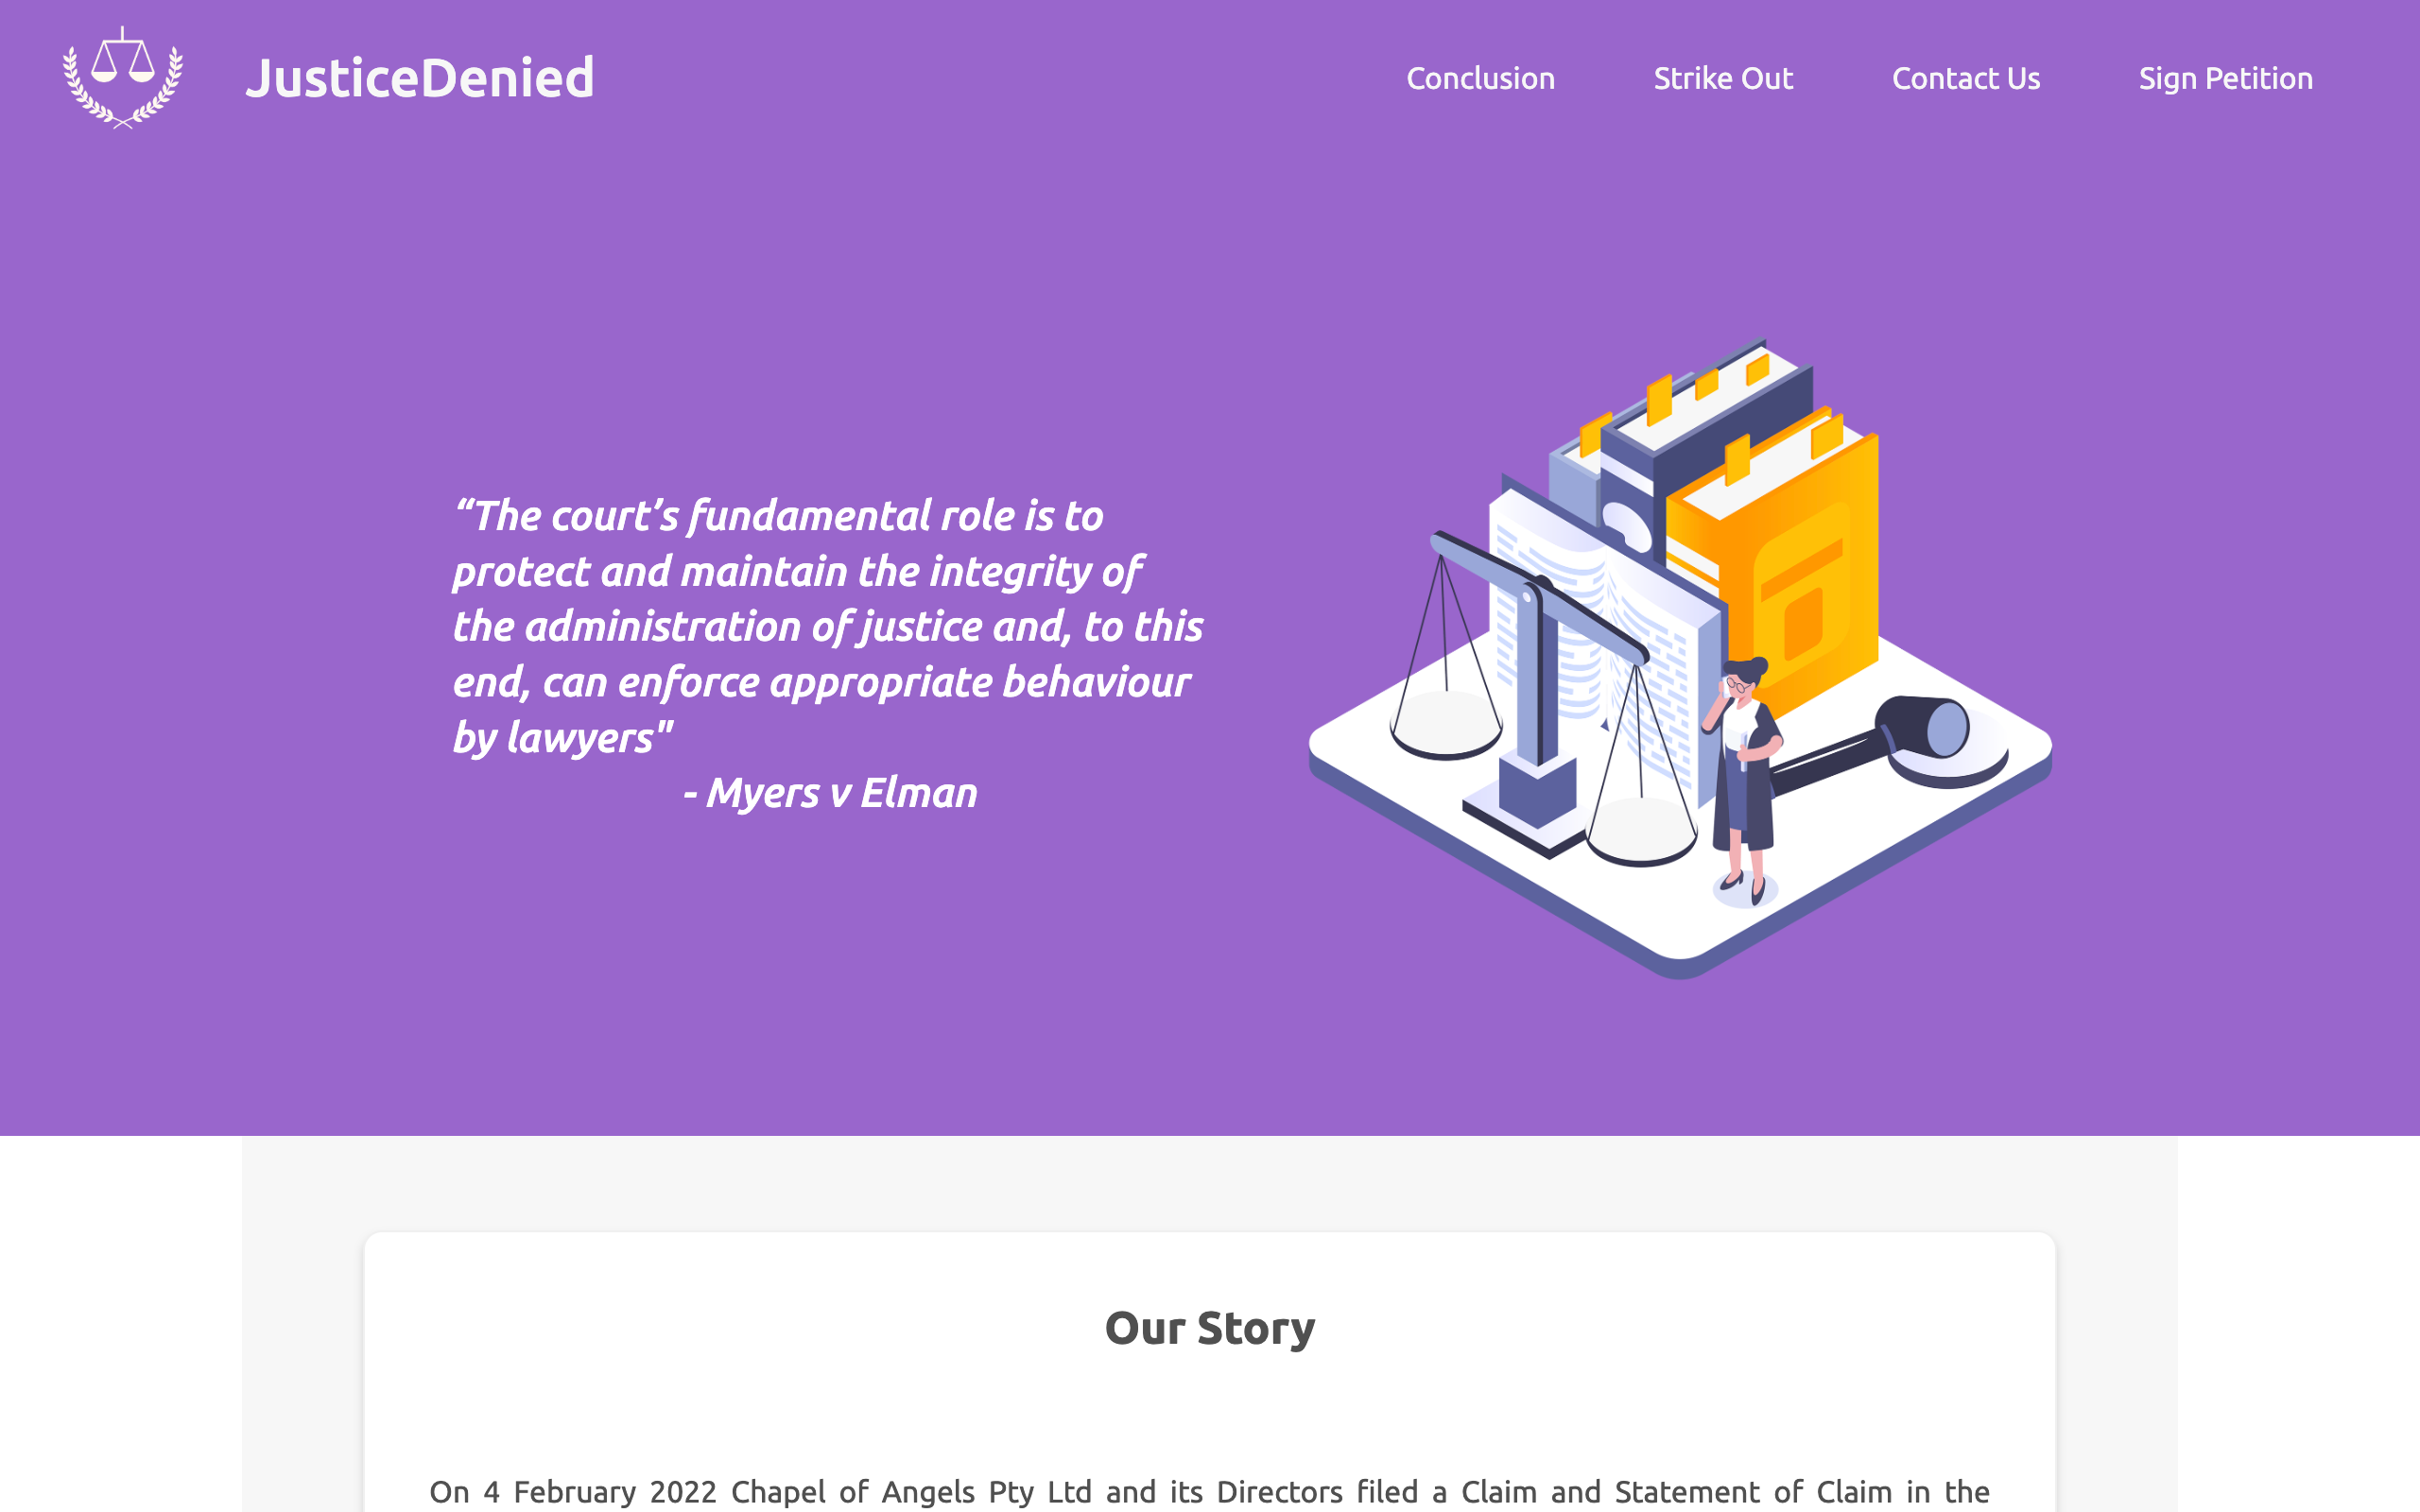 JusticeDenied
Conclusion
Strike Out
Contact Us
Sign Petition
“The court’s fundamental role is to
protect and maintain the integrity of
the administration of justice and, to this
end, can enforce appropriate behaviour
by lawyers"
- Myers v Elman
Our Story
On 4 February 2022 Chapel of Angels Pty Ltd and its Directors filed a Claim and Statement of Claim in the